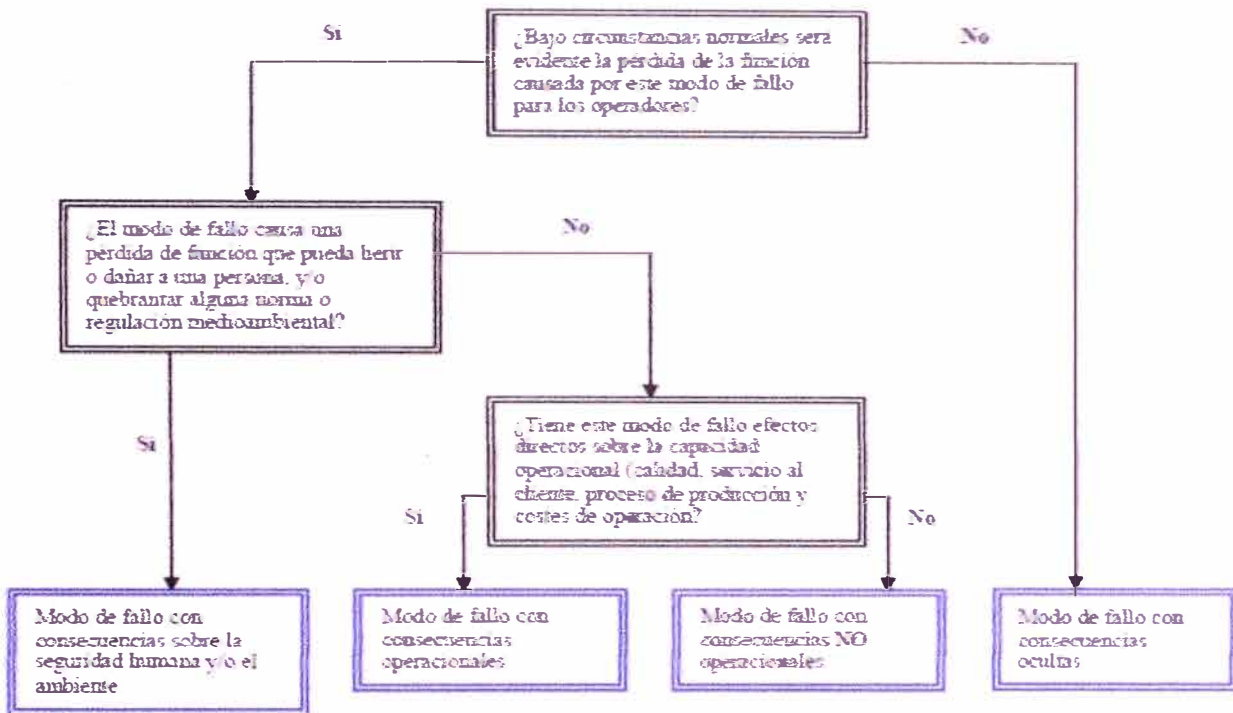 Sí
No
¿Bajo circunstancias normales será
evidente la pérdida de la función
causada por este modo de fallo
para los operadores?
¿El modo de fallo causa una
pérdida de función que pueda herir
o dañar a una persona, y/o
quebrantar alguna norma o
regulación medioambiental?
No
Sí
¿Tiene este modo de fallo efectos
directos sobre la capacidad
operacional (calidad, servicio al
cliente, proceso de producción y
costes de operación?
Sí
No
Modo de fallo con
consecuencias sobre la
seguridad humana y/o el
ambiente
Modo de fallo con
consecuencias
operacionales
Modo de fallo con
consecuencias NO
operacionales
Modo de fallo con
consecuencias
ocultas